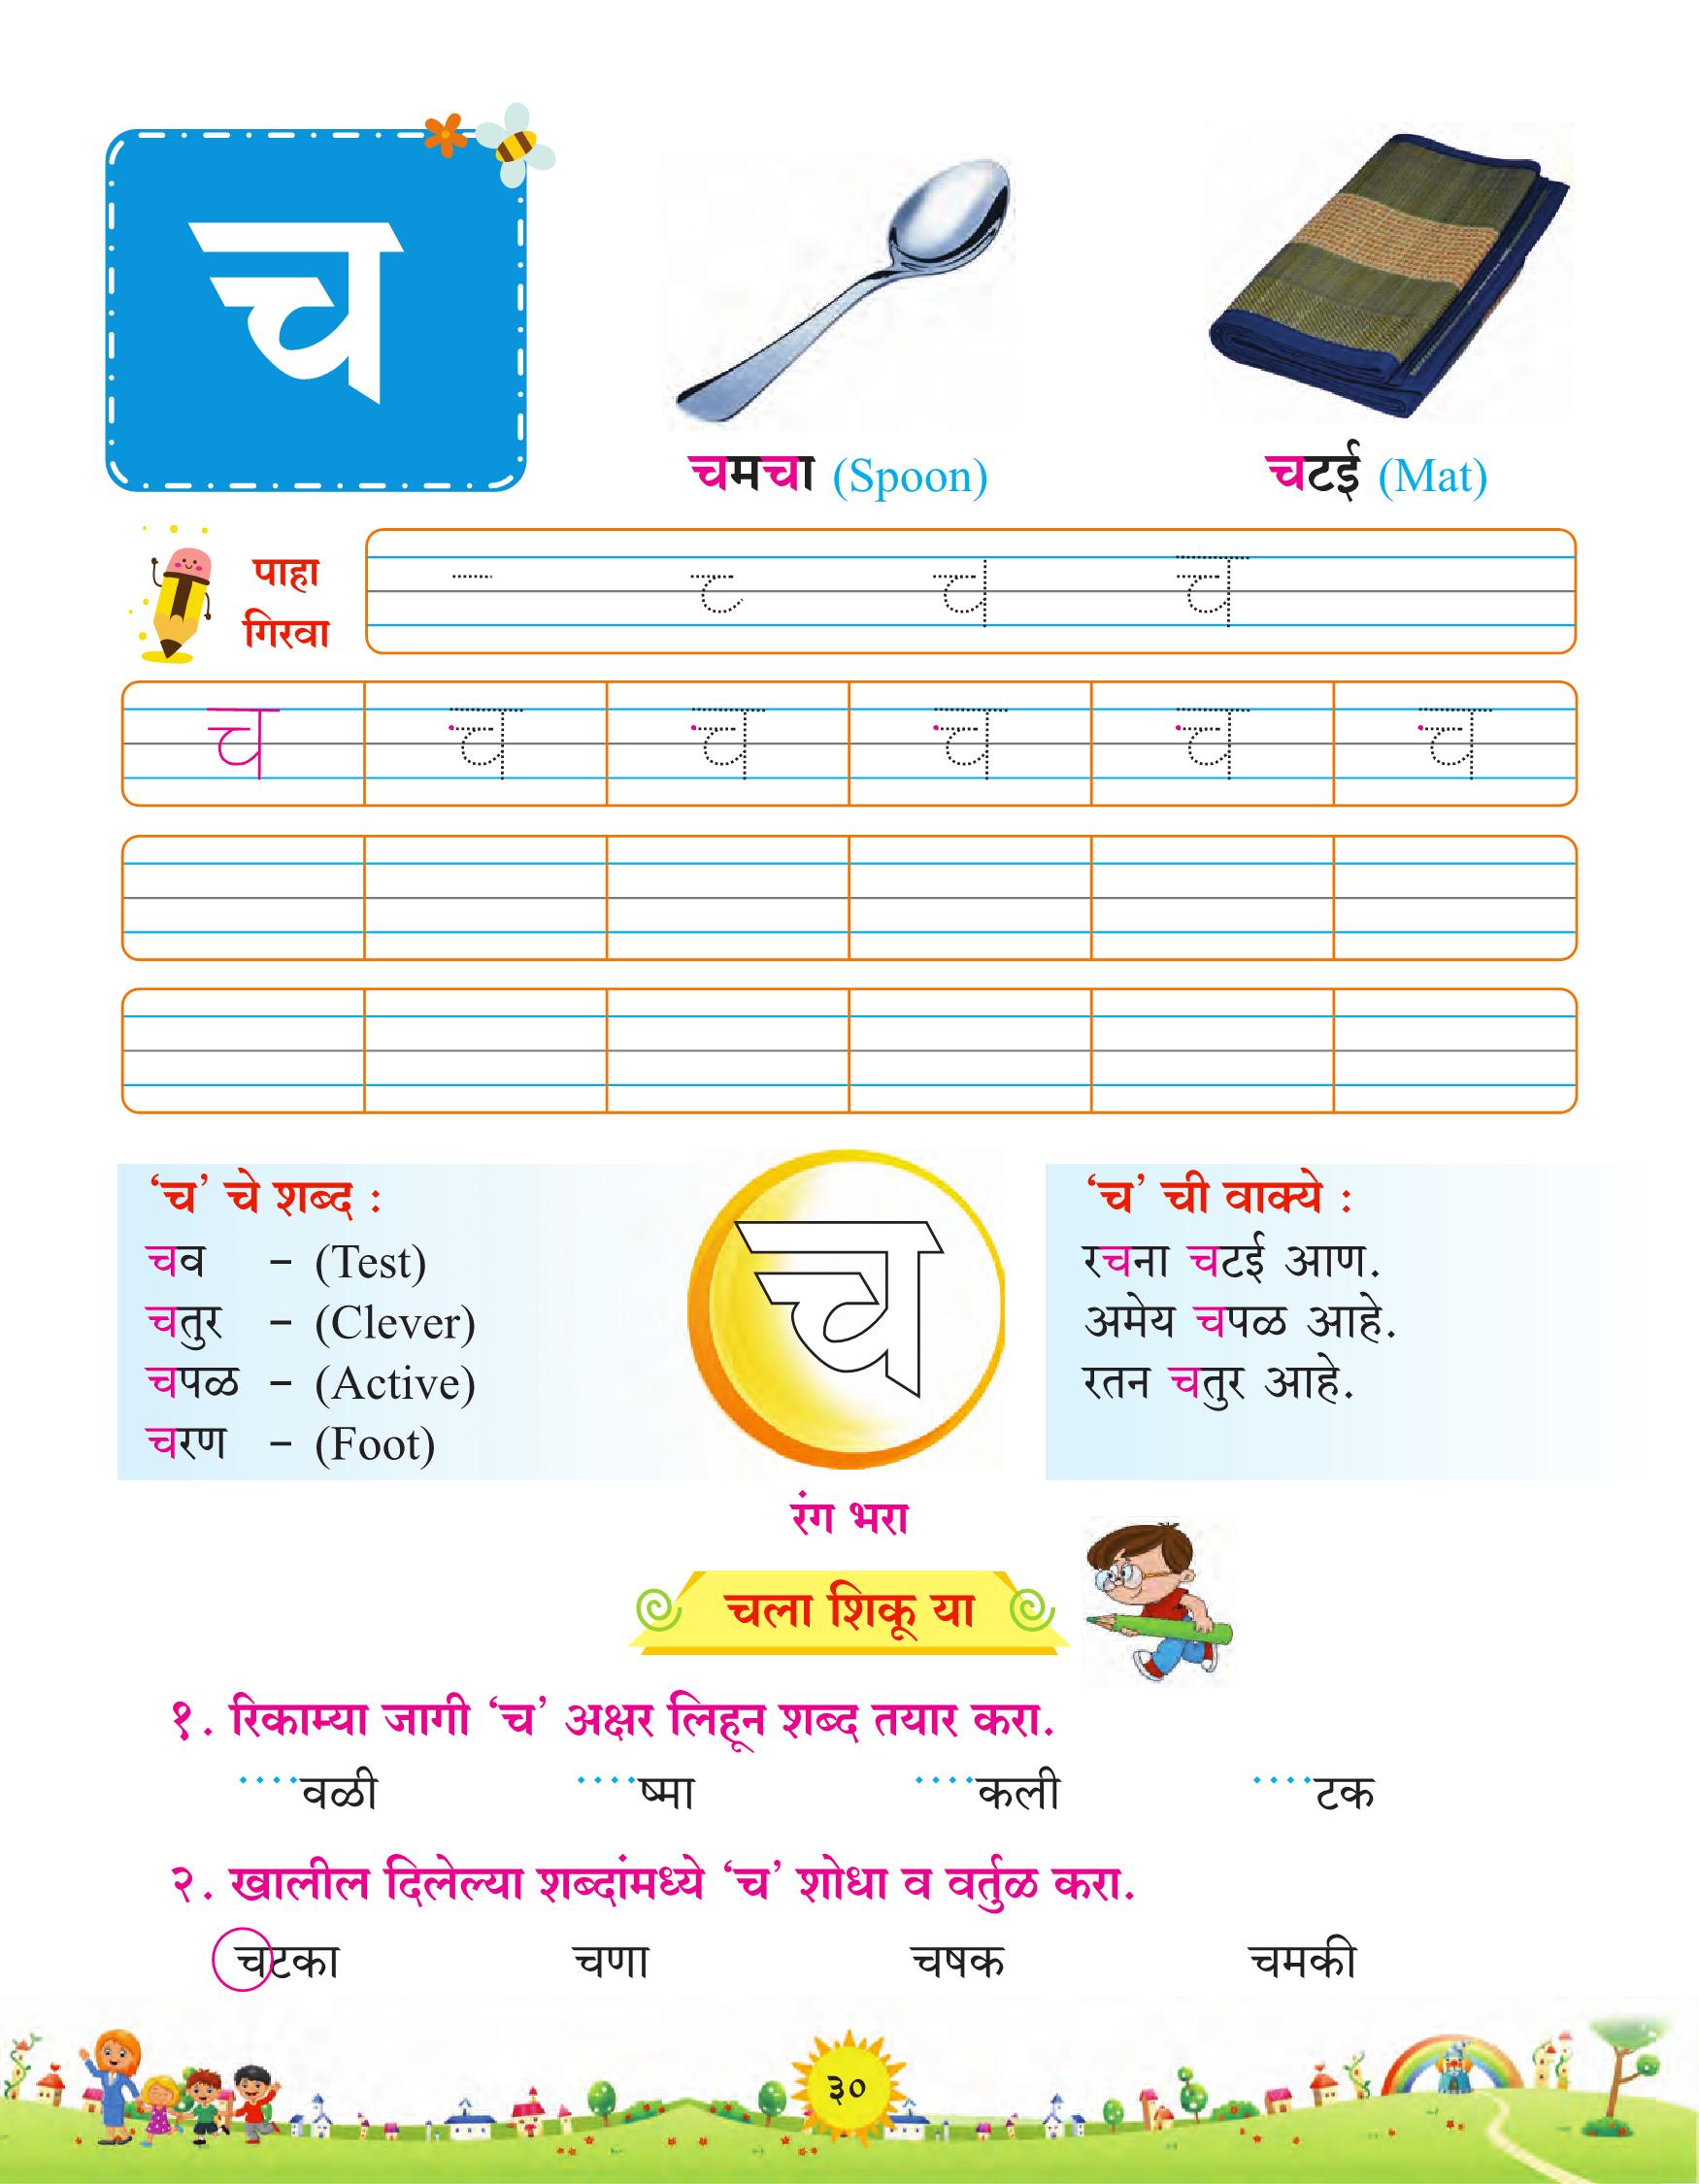 च
चमचा (Spoon)
चटई (Mat)
पाहा
गिरवा
च च
च च च च च च
‘च’ चे शब्द :
चव – (Test)
चतुर – (Clever)
चपळ – (Active)
चरण – (Foot)
च
रंग भरा
‘च’ ची वाक्ये :
रचना चटई आण.
अमेय चपळ आहे.
रतन चतुर आहे.
चला शिकू या
१. रिकाम्या जागी ‘च’ अक्षर लिहून शब्द तयार करा.
....वळी ....ष्मा ....कली ....टक
२. खालील दिलेल्या शब्दांमध्ये ‘च’ शोधा व वर्तुळ करा.
चटका चणा चषक चमकी
३०